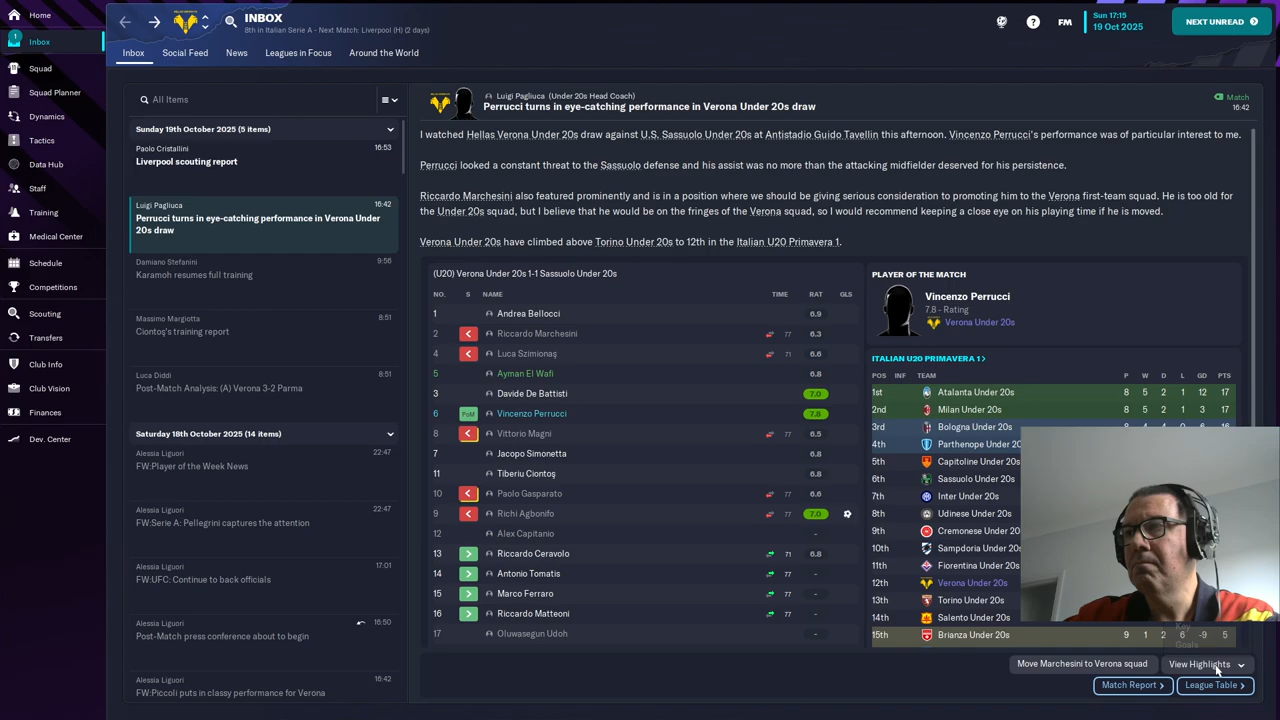 Home
INBOX
8th in Italian Serie A - Next Match: Liverpool (H) (2 days)
FM
Sun 17:15
19 Oct 2025
NEXT UNREAD
1
Inbox
Squad
Squad Planner
Dynamics
Tactics
Data Hub
Staff
Training
Medical Center
Schedule
Competitions
Scouting
Transfers
Club Info
Club Vision
Finances
Dev. Center
Inbox
Social Feed
News
Leagues in Focus
Around the World
All Items
Sunday 19th October 2025 (5 items)
Paolo Cristallini 16:53
Liverpool scouting report
Luigi Pagliuca 16:42
Perrucci turns in eye-catching performance in Verona Under
20s draw
Damiano Stefanini 9:56
Karamoh resumes full training
Massimo Margiotta 8:51
Cionțoș's training report
Luca Diddi 8:51
Post-Match Analysis: (A) Verona 3-2 Parma
Saturday 18th October 2025 (14 items)
Alessia Liguori 22:47
FW:Player of the Week News
Alessia Liguori 22:47
FW:Serie A: Pellegrini captures the attention
Alessia Liguori 17:01
FW:UFC: Continue to back officials
Alessia Liguori 16:50
Post-Match press conference about to begin
Alessia Liguori 16:42
FW:Piccoli puts in classy performance for Verona
Luigi Pagliuca (Under 20s Head Coach)
Perrucci turns in eye-catching performance in Verona Under 20s draw
Match
16:42
I watched Hellas Verona Under 20s draw against U.S. Sassuolo Under 20s at Antistadio Guido Tavellin this afternoon. Vincenzo Perrucci's performance was of particular interest to me.
Perrucci looked a constant threat to the Sassuolo defense and his assist was no more than the attacking midfielder deserved for his persistence.
Riccardo Marchesini also featured prominently and is in a position where we should be giving serious consideration to promoting him to the Verona first-team squad. He is too old for
the Under 20s squad, but I believe that he would be on the fringes of the Verona squad, so I would recommend keeping a close eye on his playing time if he is moved.
Verona Under 20s have climbed above Torino Under 20s to 12th in the Italian U20 Primavera 1.
(U20) Verona Under 20s 1-1 Sassuolo Under 20s
NO. S NAME TIME RAT GLS
1 Andrea Bellocci 6.9
2 Riccardo Marchesini 77 6.3
4 Luca Szimionaș 71 6.6
5 Ayman El Wafi 6.8
3 Davide De Battisti 7.0
6 PoM Vincenzo Perrucci 7.8
8 Vittorio Magni 77 6.5
7 Jacopo Simonetta 6.8
11 Tiberiu Cionțoș 6.8
10 Paolo Gasparato 77 6.6
9 Richi Agbonifo 77 7.0
12 Alex Capitanio -
13 Riccardo Ceravolo 71 6.8
14 Antonio Tomatis 77 -
15 Marco Ferraro 77 -
16 Riccardo Matteoni 77 -
17 Oluwasegun Udoh -
PLAYER OF THE MATCH
Vincenzo Perrucci
7.8 - Rating
Verona Under 20s
ITALIAN U20 PRIMAVERA 1
POS INF TEAM P W D L GD PTS
1st Atalanta Under 20s 8 5 2 1 12 17
2nd Milan Under 20s 8 5 2 1 3 17
3rd Bologna Under 20s
4th Parthenope Under 20
5th Capitoline Under 20s
6th Sassuolo Under 20s
7th Inter Under 20s
8th Udinese Under 20s
9th Cremonese Under 20s
10th Sampdoria Under 20s
11th Fiorentina Under 20s
12th Verona Under 20s
13th Torino Under 20s
14th Salento Under 20s
15th Brianza Under 20s 9 1 2 6 -9 5
Key
Goals
Move Marchesini to Verona squad
View Highlights
Match Report
League Table